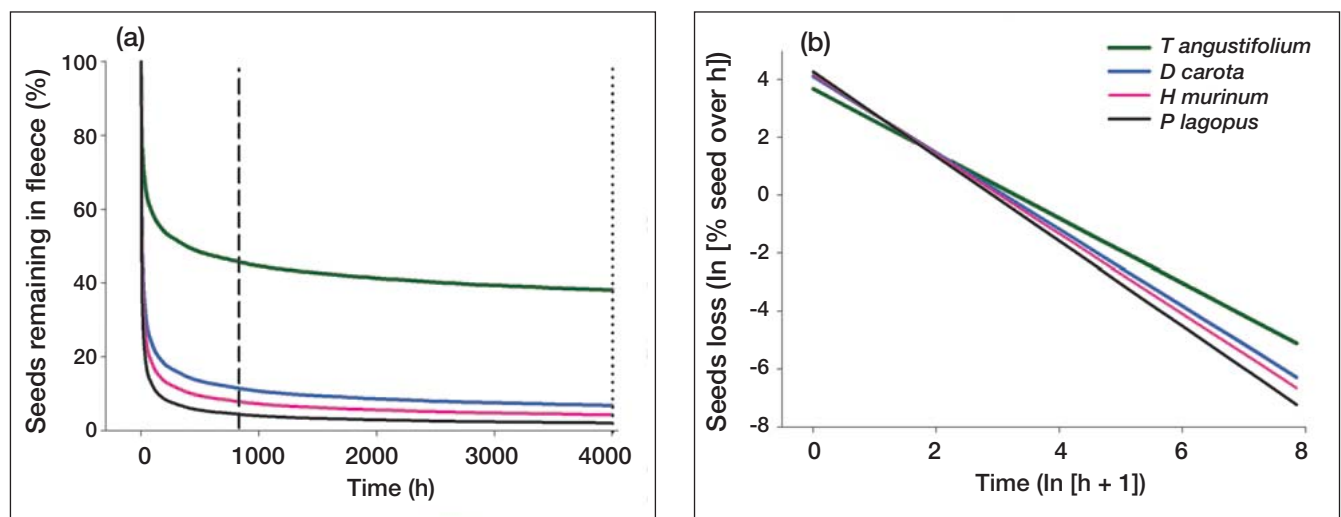 (a)
Seeds remaining in fleece (%)
100
80
60
40
20
0
0 1000 2000 3000 4000
Time (h)
(b)
T angustifolium
D carota
H murinum
P lagopus
Seeds loss (ln [% seed over h])
4
2
0
-2
-4
-6
-8
0 2 4 6 8
Time (ln [h + 1])